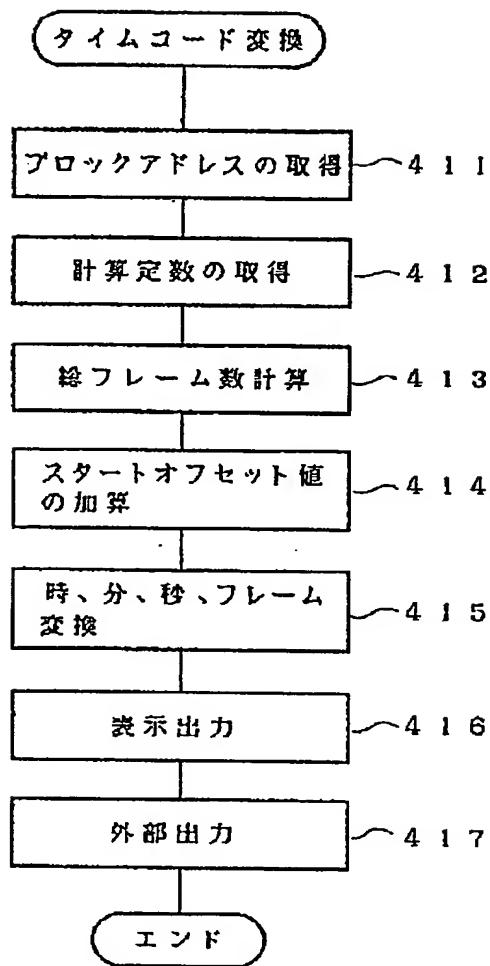 タイムコード変換
ブロックアドレスの取得
411
計算定数の取得
412
総フレーム数計算
413
スタートオフセット値
の加算
414
時、分、秒、フレーム
変換
415
表示出力
416
外部出力
417
エンド